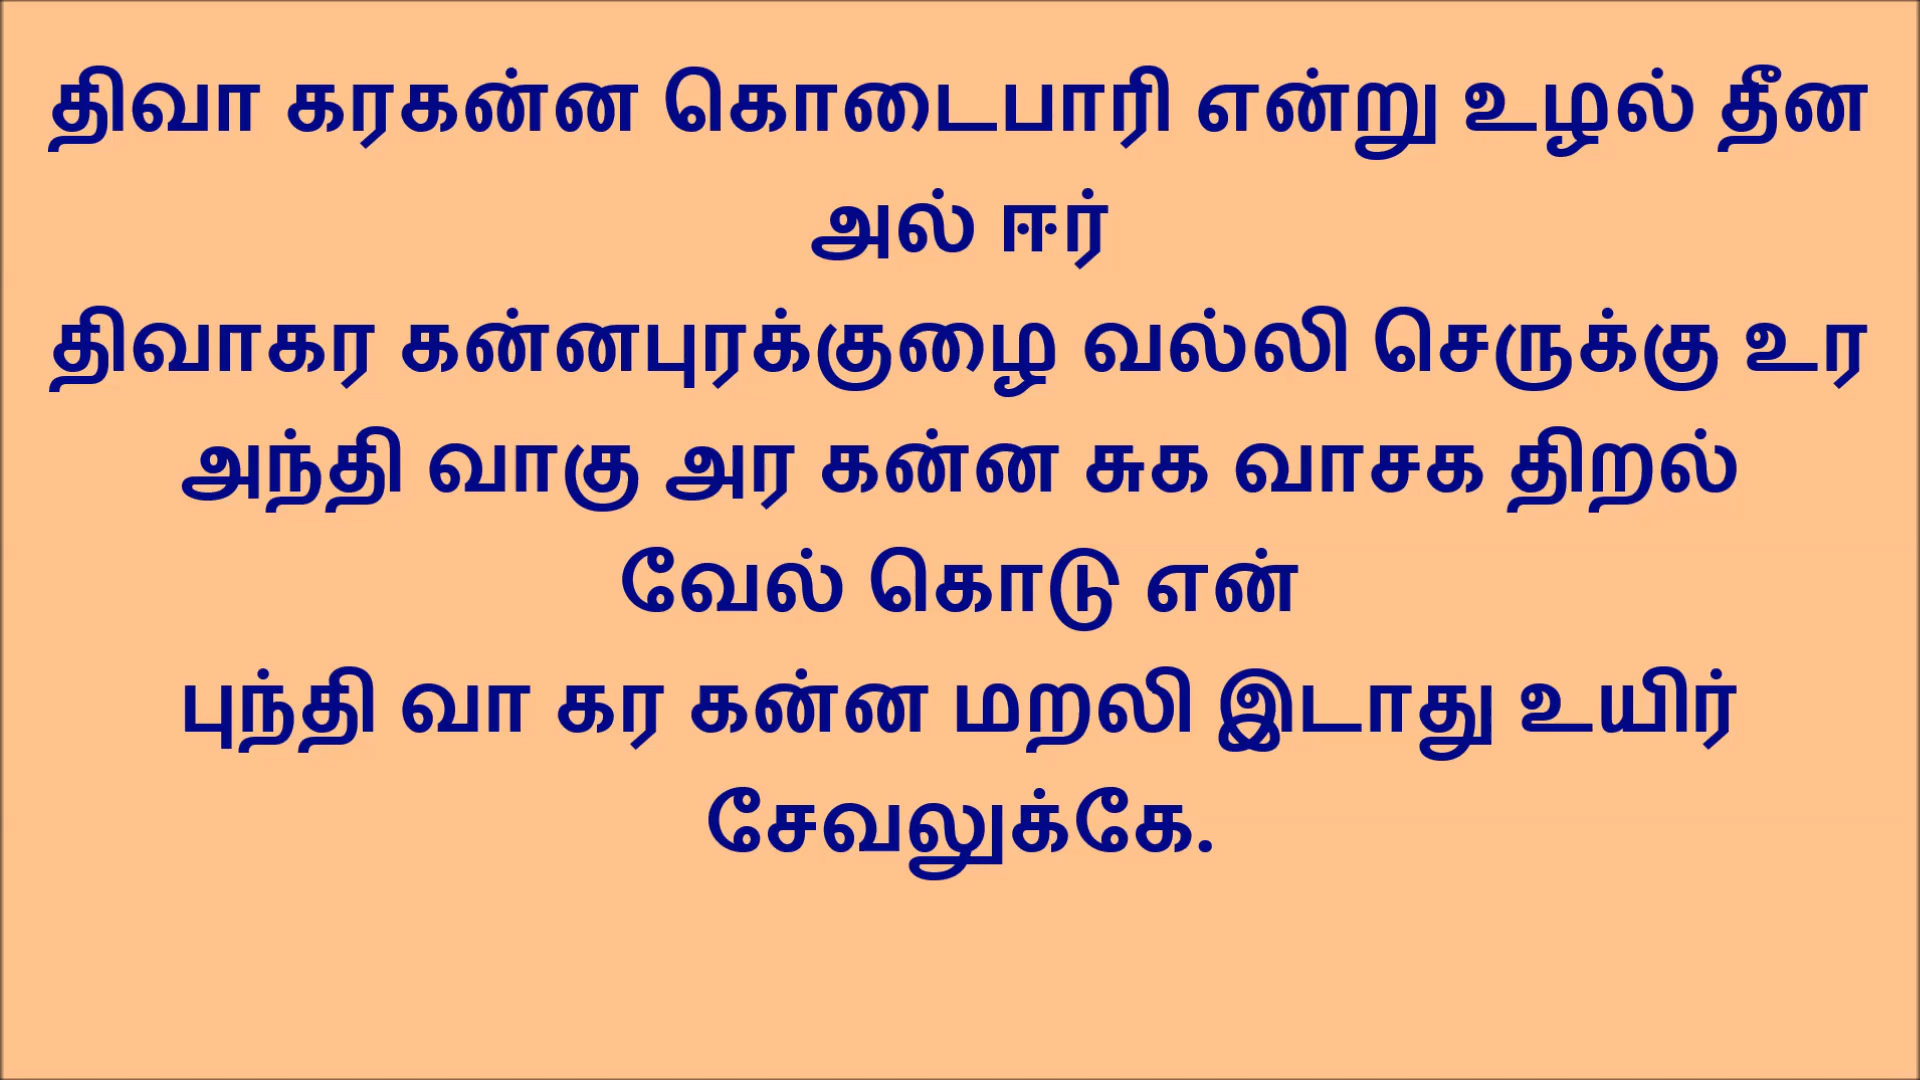 திவா கரகன்ன கொடைபாரி என்று உழல் தீன
அல் ஈர்
திவாகர கன்னபுரக்குழை வல்லி செருக்கு உர
அந்தி வாகு அர கன்ன சுக வாசக திறல்
வேல் கொடு என்
புந்தி வா கர கன்ன மறலி இடாது உயிர்
சேவலுக்கே.